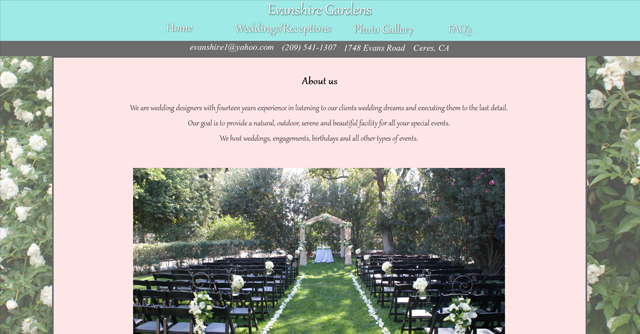 Evanshire Gardens
Home Weddings/Receptions Photo Gallery FAQs
evanshire1@yahoo.com (209) 541-1307 1748 Evans Road Ceres, CA
About us
We are wedding designers with fourteen years experience in listening to our clients wedding dreams and executing them to the last detail.
Our goal is to provide a natural, outdoor, serene and beautiful facility for all your special events.
We host weddings, engagements, birthdays and all other types of events.